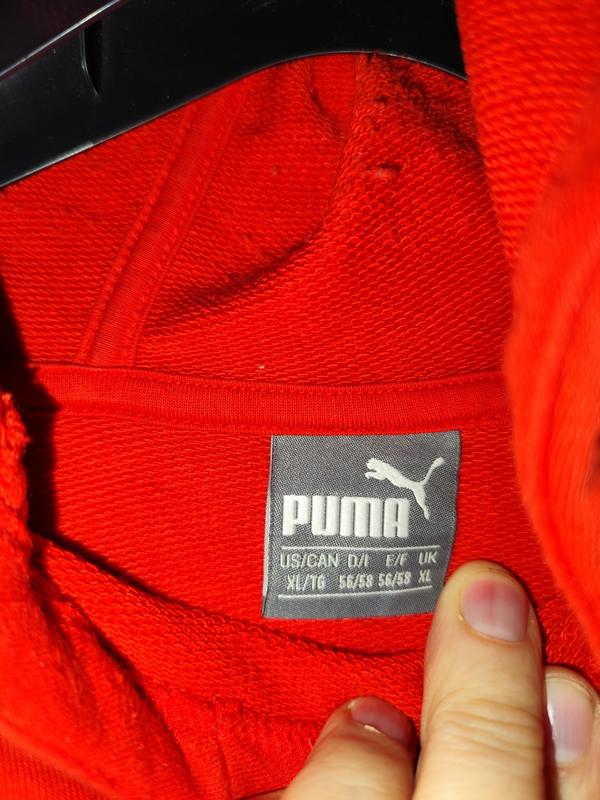 PUMA
US/CAN D/I E/F UK
XL/TG 56/58 56/58 XL